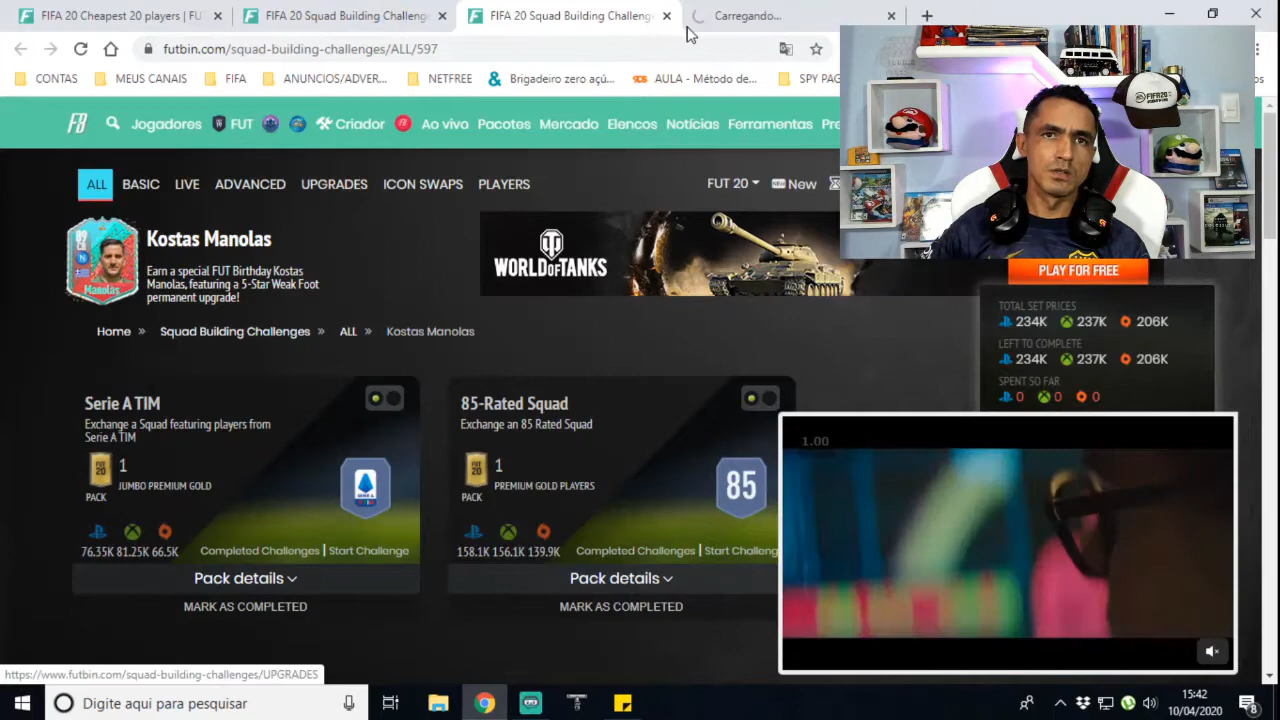 FIFA 20 Cheapest 20 players | FU
FIFA 20 Squad Building Challenge
FIFA 20 Squad Building Challeng
Carregando...
futbin.com/squad-building-challenges/ALL/597
CONTAS
MEUS CANAIS
FIFA
ANUNCIOS/ADVER...
NETFREE
Brigadeiro zero açú...
AULA - Método de...
SPY PAG
Jogadores
FUT
Criador
Ao vivo
Pacotes
Mercado
Elencos
Notícias
Ferramentas
Pre
ALL
BASIC
LIVE
ADVANCED
UPGRADES
ICON SWAPS
PLAYERS
FUT 20
New
Manolas
Kostas Manolas
Earn a special FUT Birthday Kostas
Manolas, featuring a 5-Star Weak Foot
permanent upgrade!
WORLD OF TANKS
PLAY FOR FREE
Home » Squad Building Challenges » ALL » Kostas Manolas
TOTAL SET PRICES
234K 237K 206K
LEFT TO COMPLETE
234K 237K 206K
SPENT SO FAR
0 0 0
Serie A TIM
Exchange a Squad featuring players from
Serie A TIM
1
JUMBO PREMIUM GOLD
PACK
76.35K 81.25K 66.5K
Completed Challenges | Start Challenge
Pack details
MARK AS COMPLETED
85-Rated Squad
Exchange an 85 Rated Squad
1
PREMIUM GOLD PLAYERS
PACK
85
158.1K 156.1K 139.9K
Completed Challenges | Start Challeng
Pack details
MARK AS COMPLETED
1.00
https://www.futbin.com/squad-building-challenges/UPGRADES
Digite aqui para pesquisar
15:42
10/04/2020
8